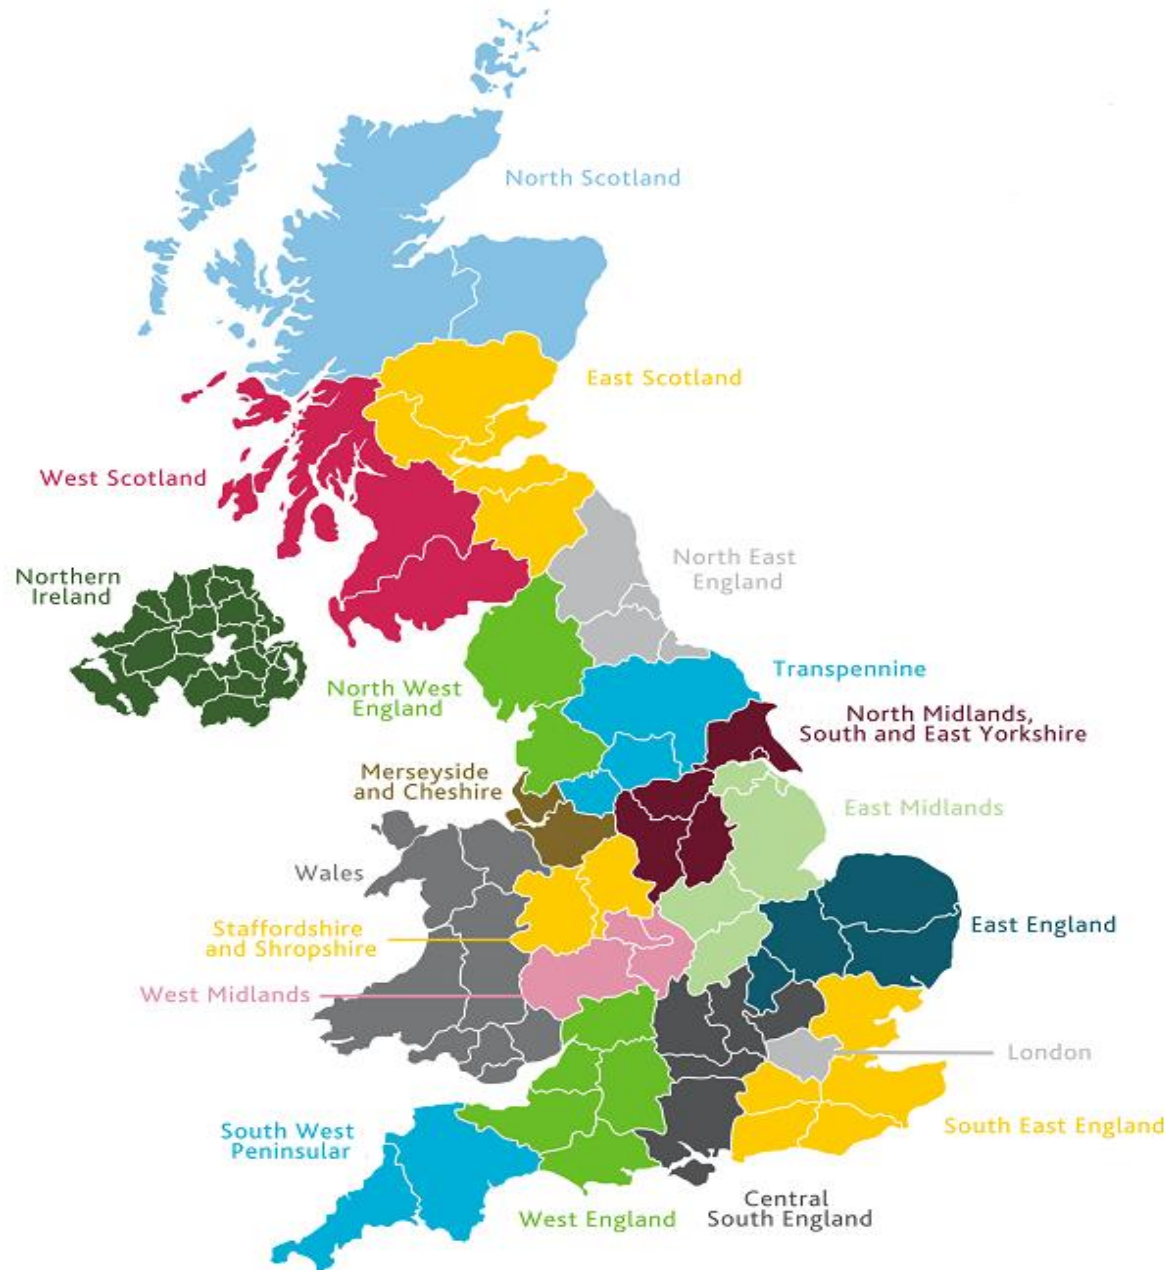 North Scotland
East Scotland
West Scotland
North East
England
Northern
Ireland
Transpennine
North West
England
North Midlands,
South and East Yorkshire
Merseyside
and Cheshire
East Midlands
Wales
East England
Staffordshire
and Shropshire
West Midlands
London
South East England
South West
Peninsular
Central
South England
West England